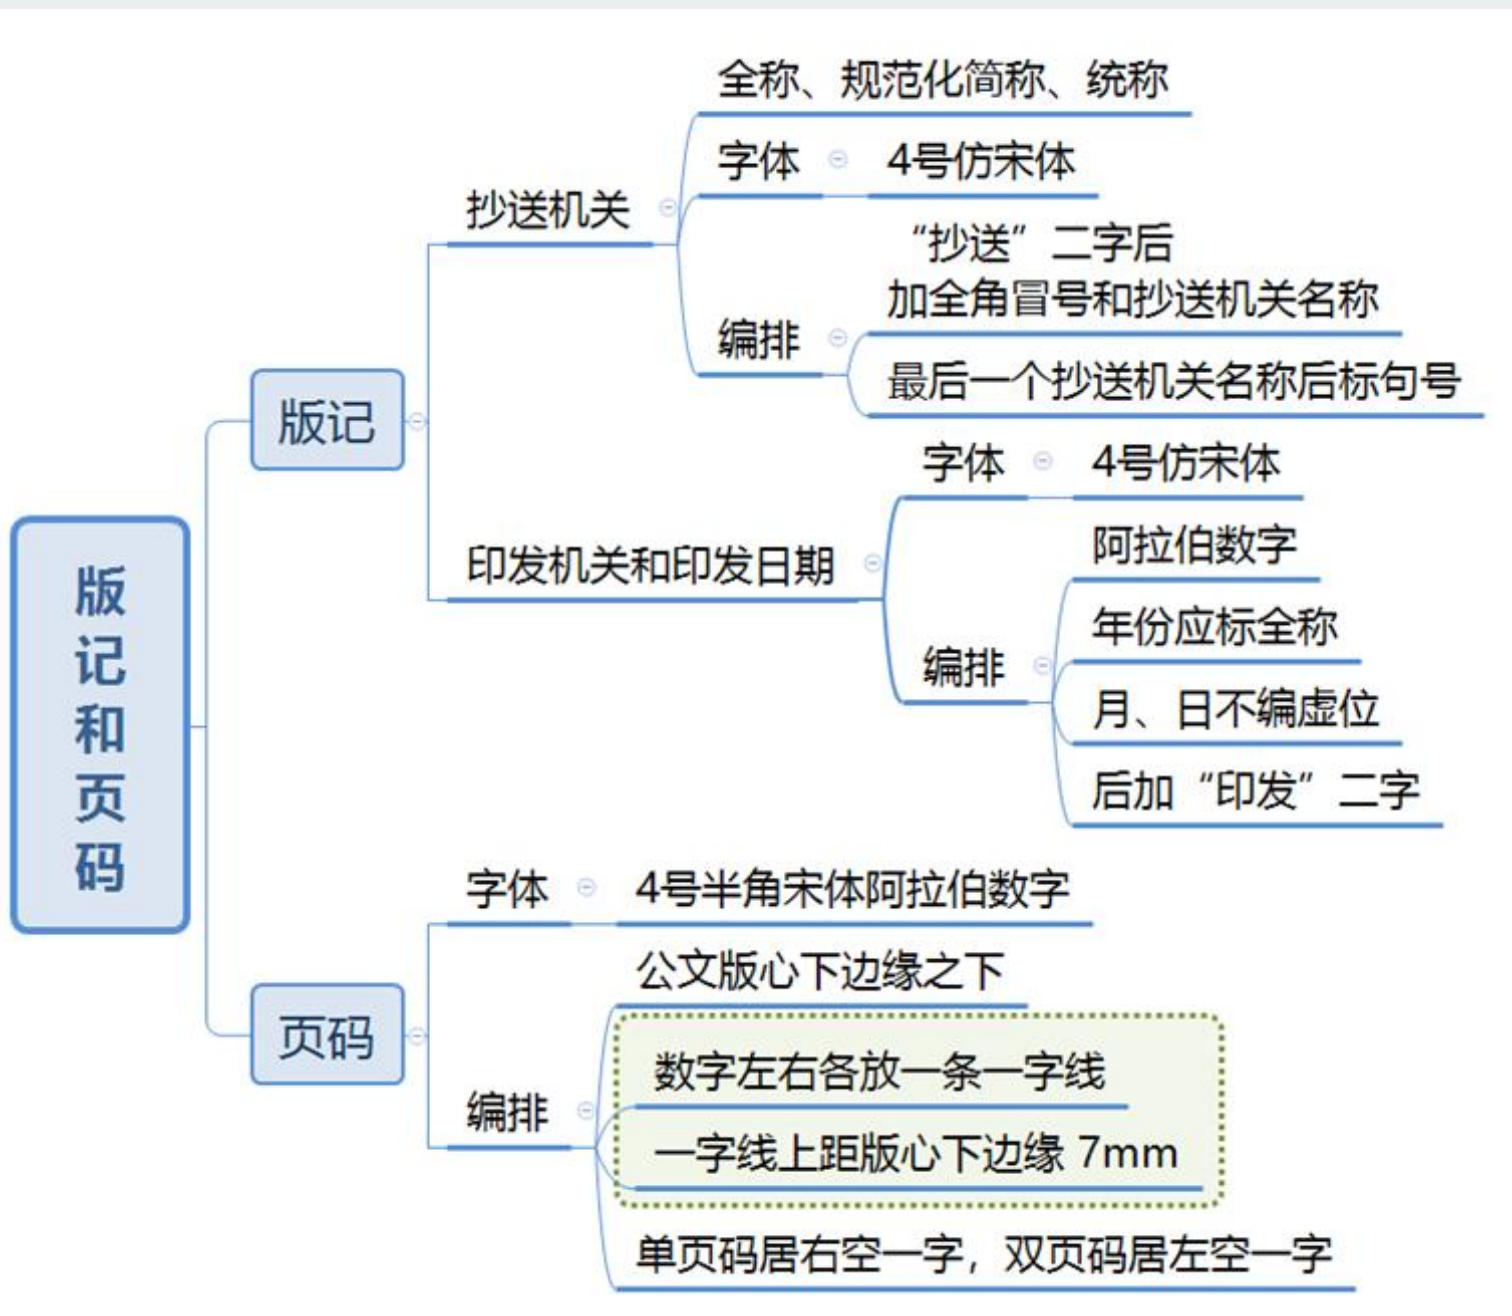 版记和页码
版记
抄送机关
全称、规范化简称、统称
字体
4号仿宋体
编排
“抄送”二字后
加全角冒号和抄送机关名称
最后一个抄送机关名称后标句号
印发机关和印发日期
字体
4号仿宋体
编排
阿拉伯数字
年份应标全称
月、日不编虚位
后加“印发”二字
页码
字体
4号半角宋体阿拉伯数字
编排
公文版心下边缘之下
数字左右各放一条一字线
一字线上距版心下边缘 7mm
单页码居右空一字，双页码居左空一字